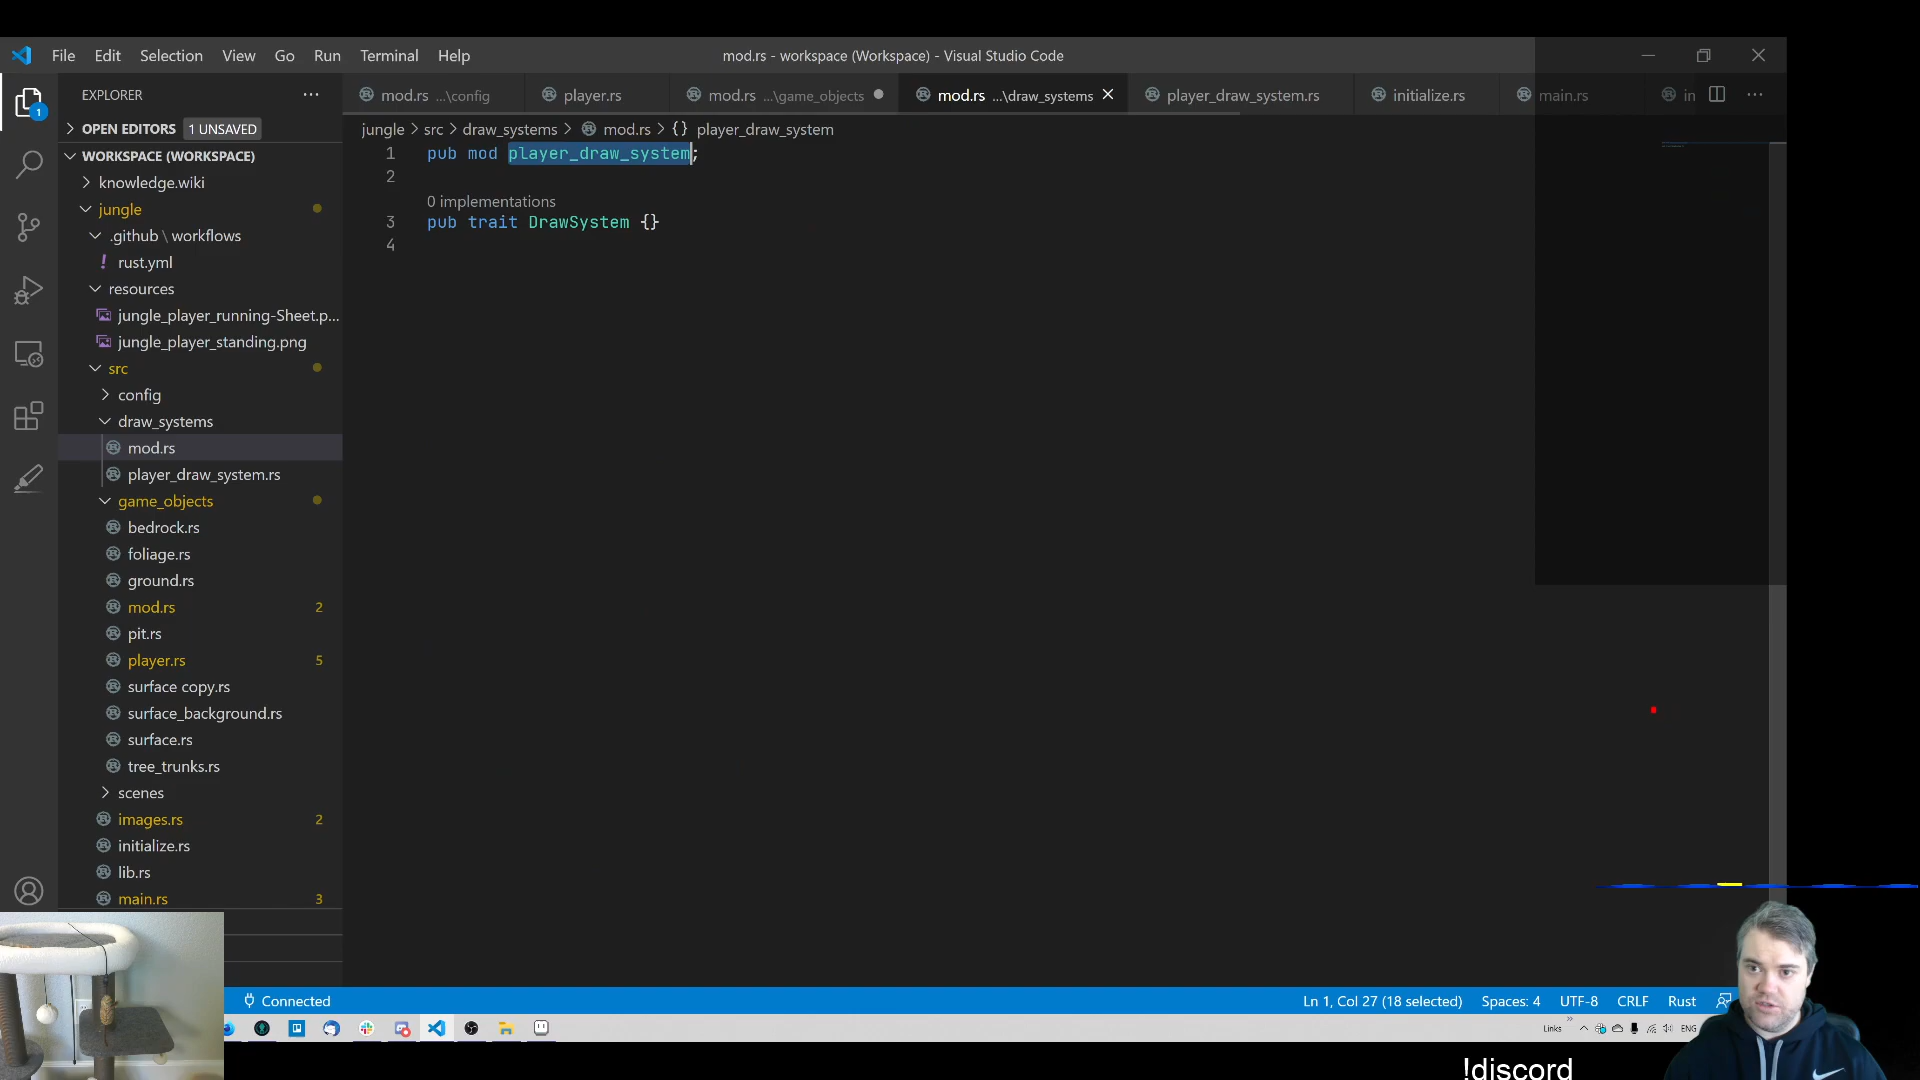 File Edit Selection View Go Run Terminal Help
mod.rs - workspace (Workspace) - Visual Studio Code
EXPLORER
mod.rs ...\config
player.rs
mod.rs ...\game_objects
mod.rs ...\draw_systems
player_draw_system.rs
initialize.rs
main.rs
in
OPEN EDITORS 1 UNSAVED
jungle > src > draw_systems > mod.rs > {} player_draw_system
1 pub mod player_draw_system;
2
0 implementations
3 pub trait DrawSystem {}
4
1
WORKSPACE (WORKSPACE)
knowledge.wiki
jungle
.github \ workflows
rust.yml
resources
jungle_player_running-Sheet.p...
jungle_player_standing.png
src
config
draw_systems
mod.rs
player_draw_system.rs
game_objects
bedrock.rs
foliage.rs
ground.rs
mod.rs 2
pit.rs
player.rs 5
surface copy.rs
surface_background.rs
surface.rs
tree_trunks.rs
scenes
images.rs 2
initialize.rs
lib.rs
main.rs 3
Connected
Ln 1, Col 27 (18 selected) Spaces: 4 UTF-8 CRLF Rust
Links ENG
!discord